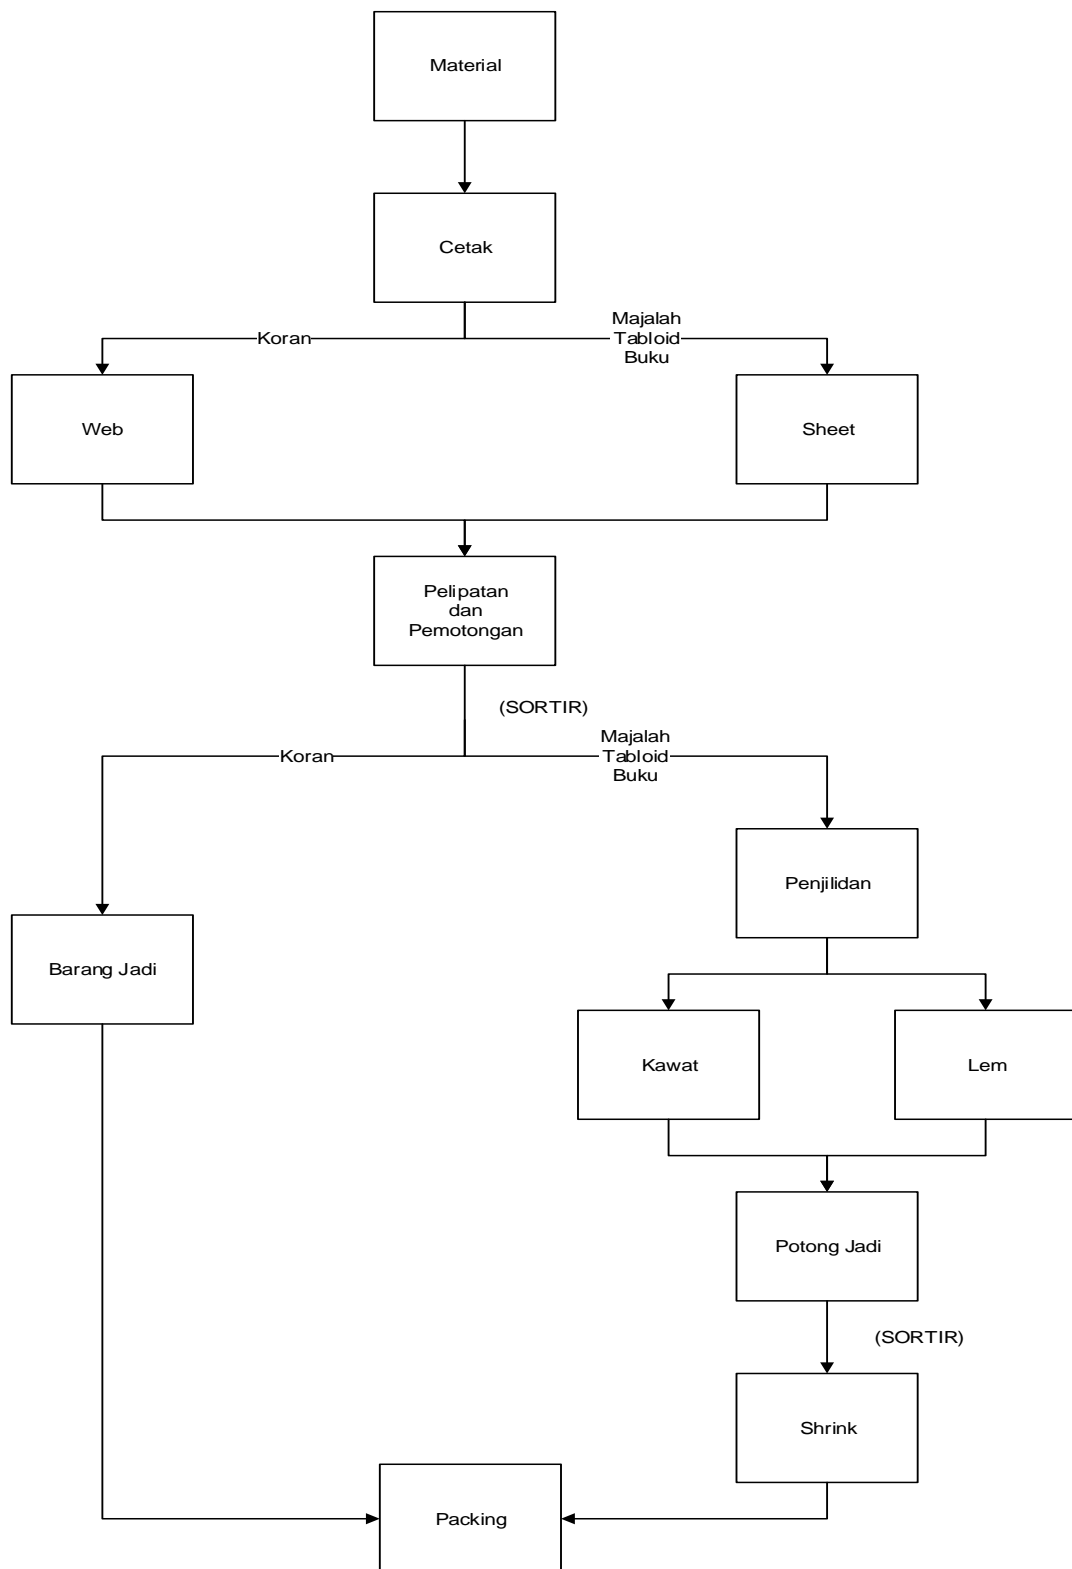 Material
Cetak
Koran
Majalah
Tabloid
Buku
Web
Sheet
Pelipatan
dan
Pemotongan
(SORTIR)
Koran
Majalah
Tabloid
Buku
Penjilidan
Barang Jadi
Kawat
Lem
Potong Jadi
(SORTIR)
Shrink
Packing